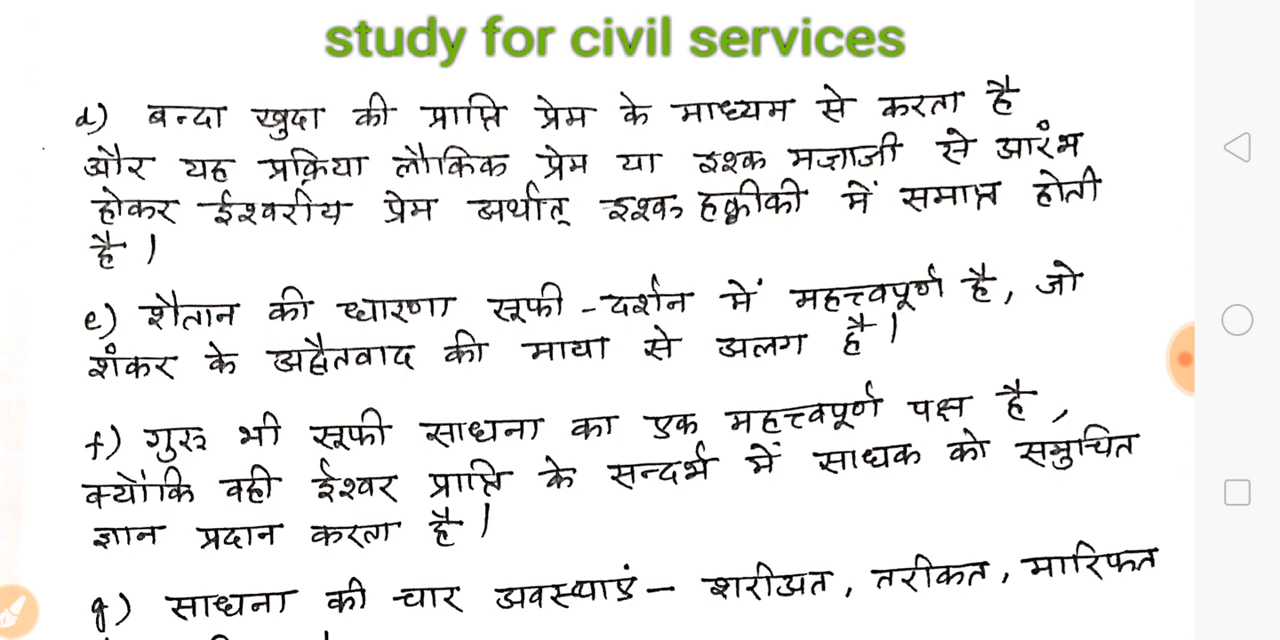 study for civil services
d) बन्दा खुदा की प्राप्ति प्रेम के माध्यम से करता है
और यह प्रक्रिया लौकिक प्रेम या इश्क मज़ाजी से आरंभ
होकर ईश्वरीय प्रेम अर्थात् इश्क हक़ीकी में समाप्त होती
है।
e) शैतान की धारणा सूफी-दर्शन में महत्त्वपूर्ण है, जो
शंकर के अद्वैतवाद की माया से अलग है।
f) गुरु भी सूफी साधना का एक महत्त्वपूर्ण पक्ष है,
क्योंकि वही ईश्वर प्राप्ति के सन्दर्भ में साधक को समुचित
ज्ञान प्रदान करता है।
g) साधना की चार अवस्थाएं - शरीअत, तरीकत, मारिफत